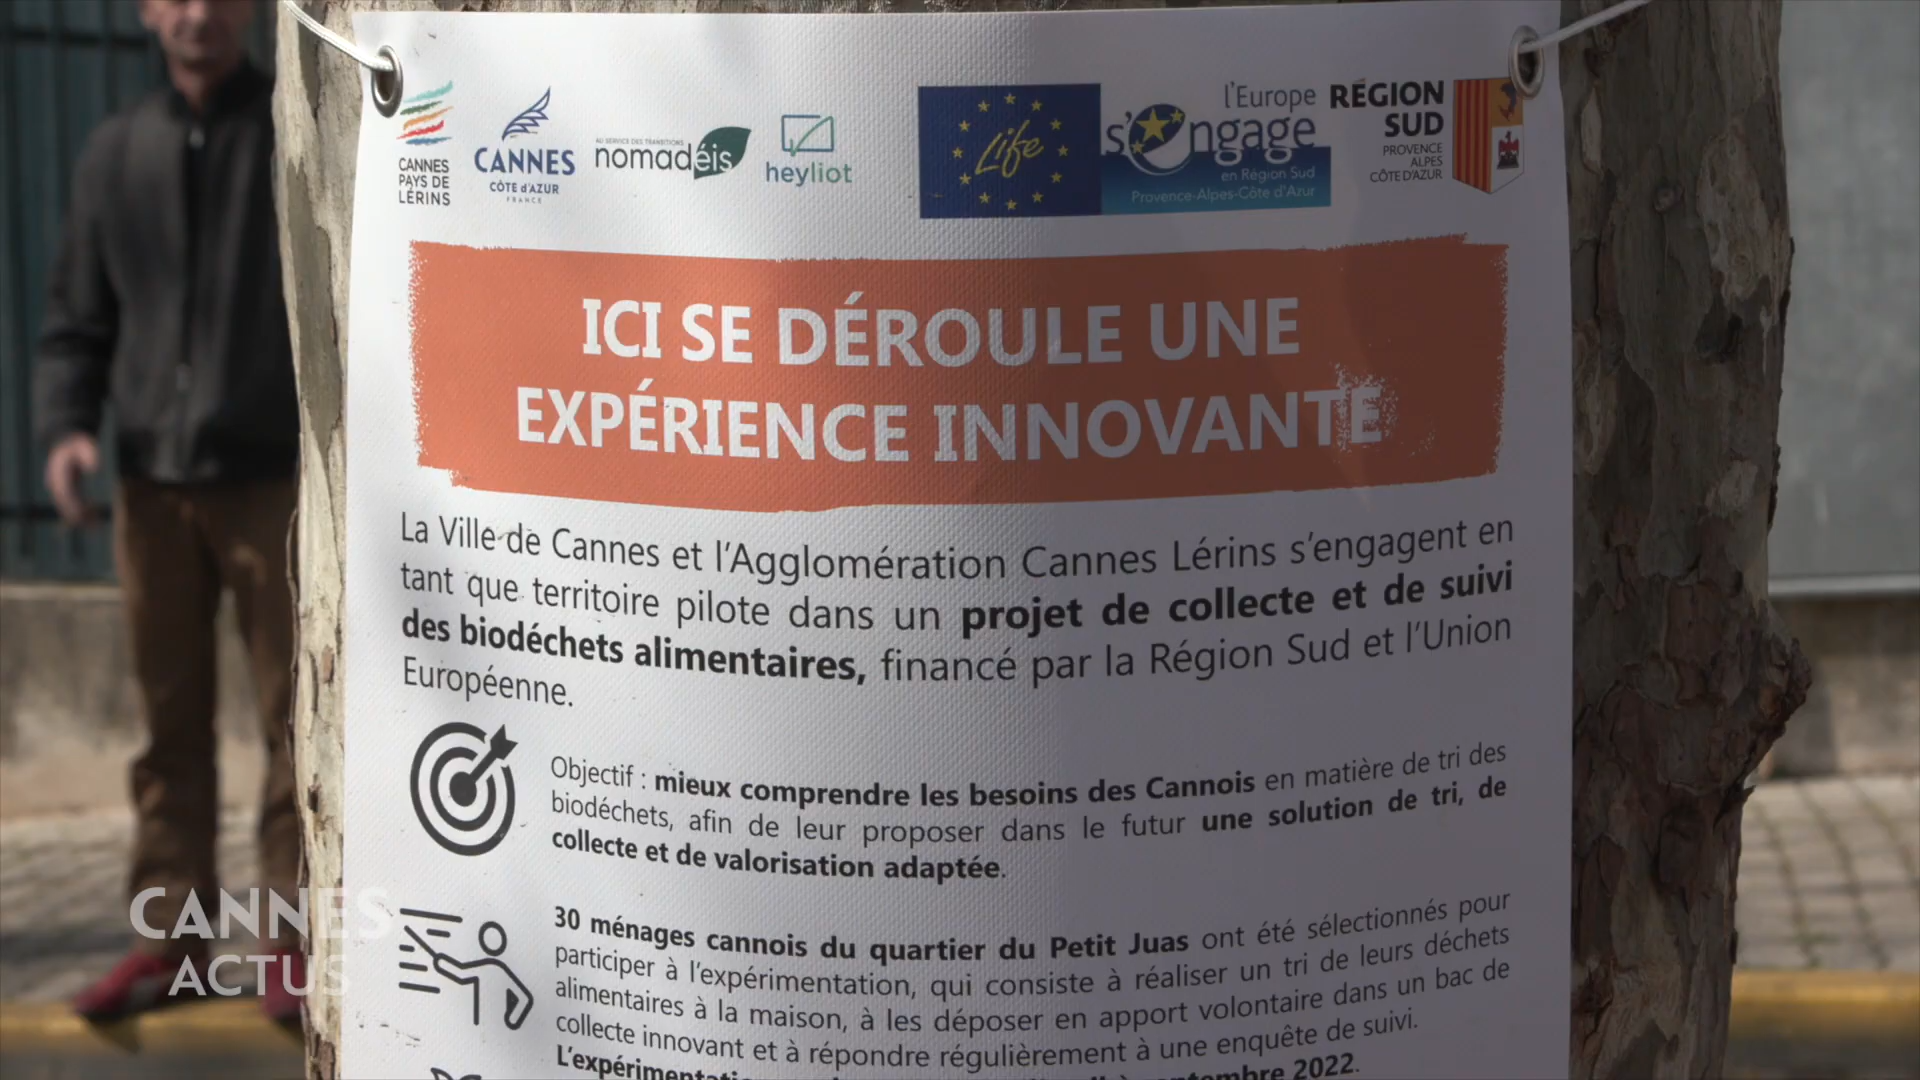 CANNES
PAYS DE
LÉRINS
CANNES
CÔTE d'AZUR
FRANCE
AU SERVICE DES TRANSITIONS
nomadéis
heyliot
Life
l'Europe
s'engage
en Région Sud
Provence-Alpes-Côte d'Azur
RÉGION
SUD
PROVENCE
ALPES
CÔTE D'AZUR
ICI SE DÉROULE UNE
EXPÉRIENCE INNOVANTE
La Ville de Cannes et l'Agglomération Cannes Lérins s'engagent en
tant que territoire pilote dans un projet de collecte et de suivi
des biodéchets alimentaires, financé par la Région Sud et l'Union
Européenne.
Objectif : mieux comprendre les besoins des Cannois en matière de tri des
biodéchets, afin de leur proposer dans le futur une solution de tri, de
collecte et de valorisation adaptée.
30 ménages cannois du quartier du Petit Juas ont été sélectionnés pour
participer à l'expérimentation, qui consiste à réaliser un tri de leurs déchets
alimentaires à la maison, à les déposer en apport volontaire dans un bac de
collecte innovant et à répondre régulièrement à une enquête de suivi.
2022.
CANNES
ACTUS